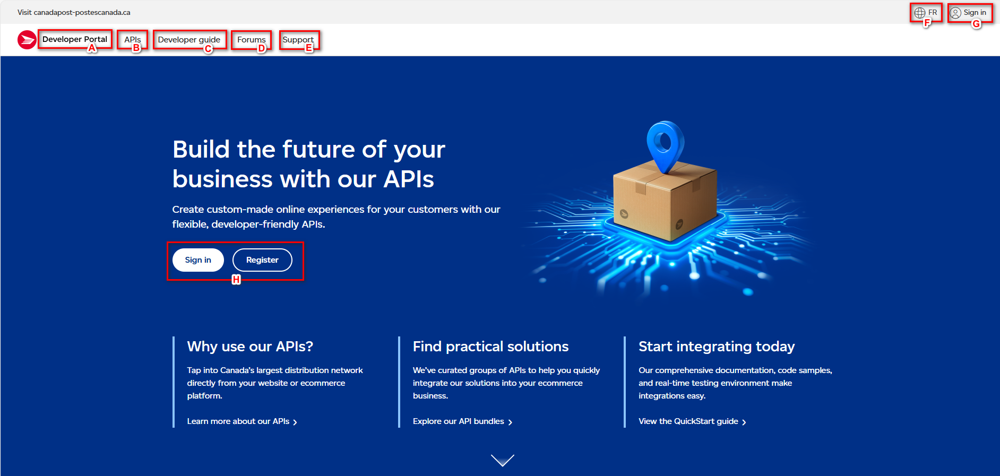 Visit canadapost-postescanada.ca
FR
F
Sign in
G
Developer Portal
A
APIs
B
Developer guide
C
Forums
D
Support
E
Build the future of your
business with our APIs
Create custom-made online experiences for your customers with our
flexible, developer-friendly APIs.
Sign in
Register
H
Why use our APIs?
Tap into Canada's largest distribution network
directly from your website or ecommerce
platform.
Learn more about our APIs
Find practical solutions
We've curated groups of APIs to help you quickly
integrate our solutions into your ecommerce
business.
Explore our API bundles
Start integrating today
Our comprehensive documentation, code samples,
and real-time testing environment make
integrations easy.
View the QuickStart guide